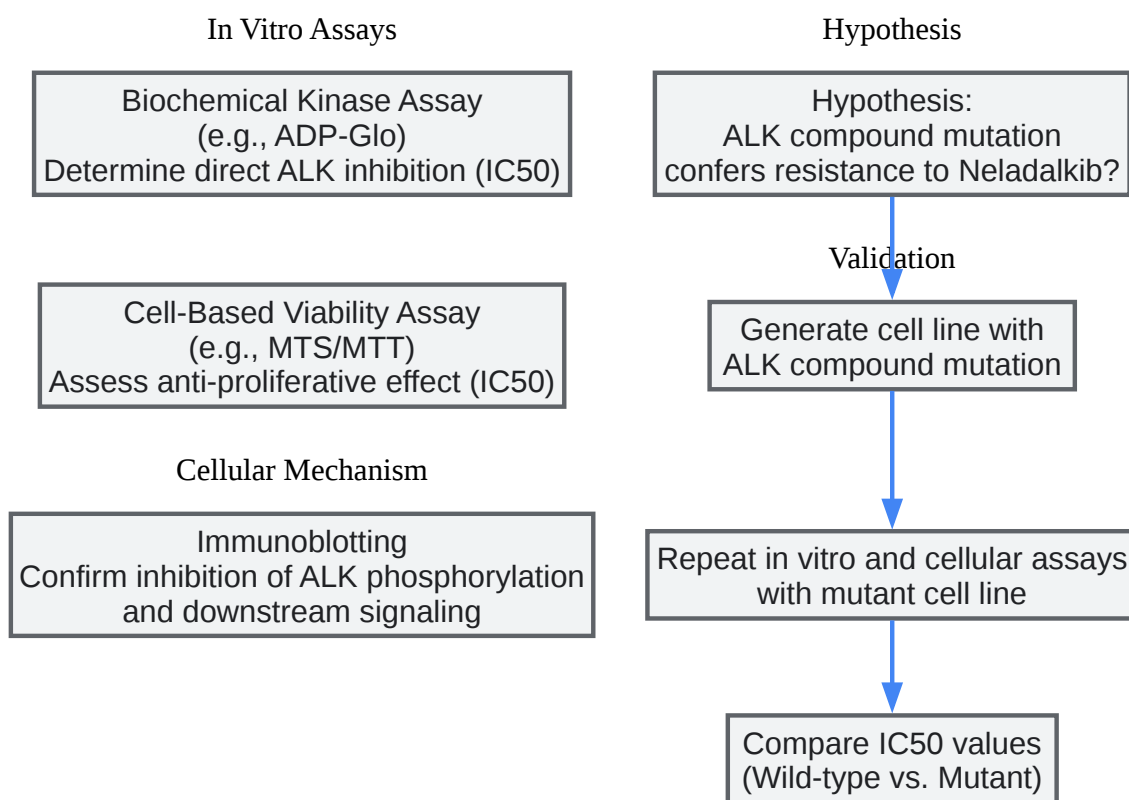 In Vitro Assays
Biochemical Kinase Assay
(e.g., ADP-Glo)
Determine direct ALK inhibition (IC50)
Cell-Based Viability Assay
(e.g., MTS/MTT)
Assess anti-proliferative effect (IC50)
Cellular Mechanism
Immunoblotting
Confirm inhibition of ALK phosphorylation
and downstream signaling
Hypothesis
Hypothesis:
ALK compound mutation
confers resistance to Neladalkib?
Validation
Generate cell line with
ALK compound mutation
Repeat in vitro and cellular assays
with mutant cell line
Compare IC50 values
(Wild-type vs. Mutant)